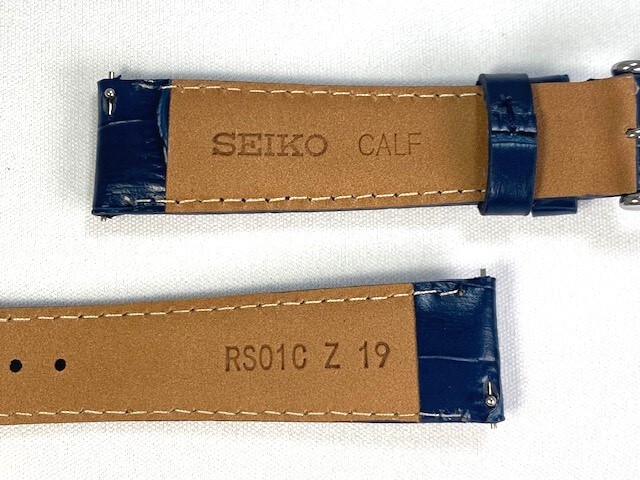 SEIKO CALF
RS01C Z 19